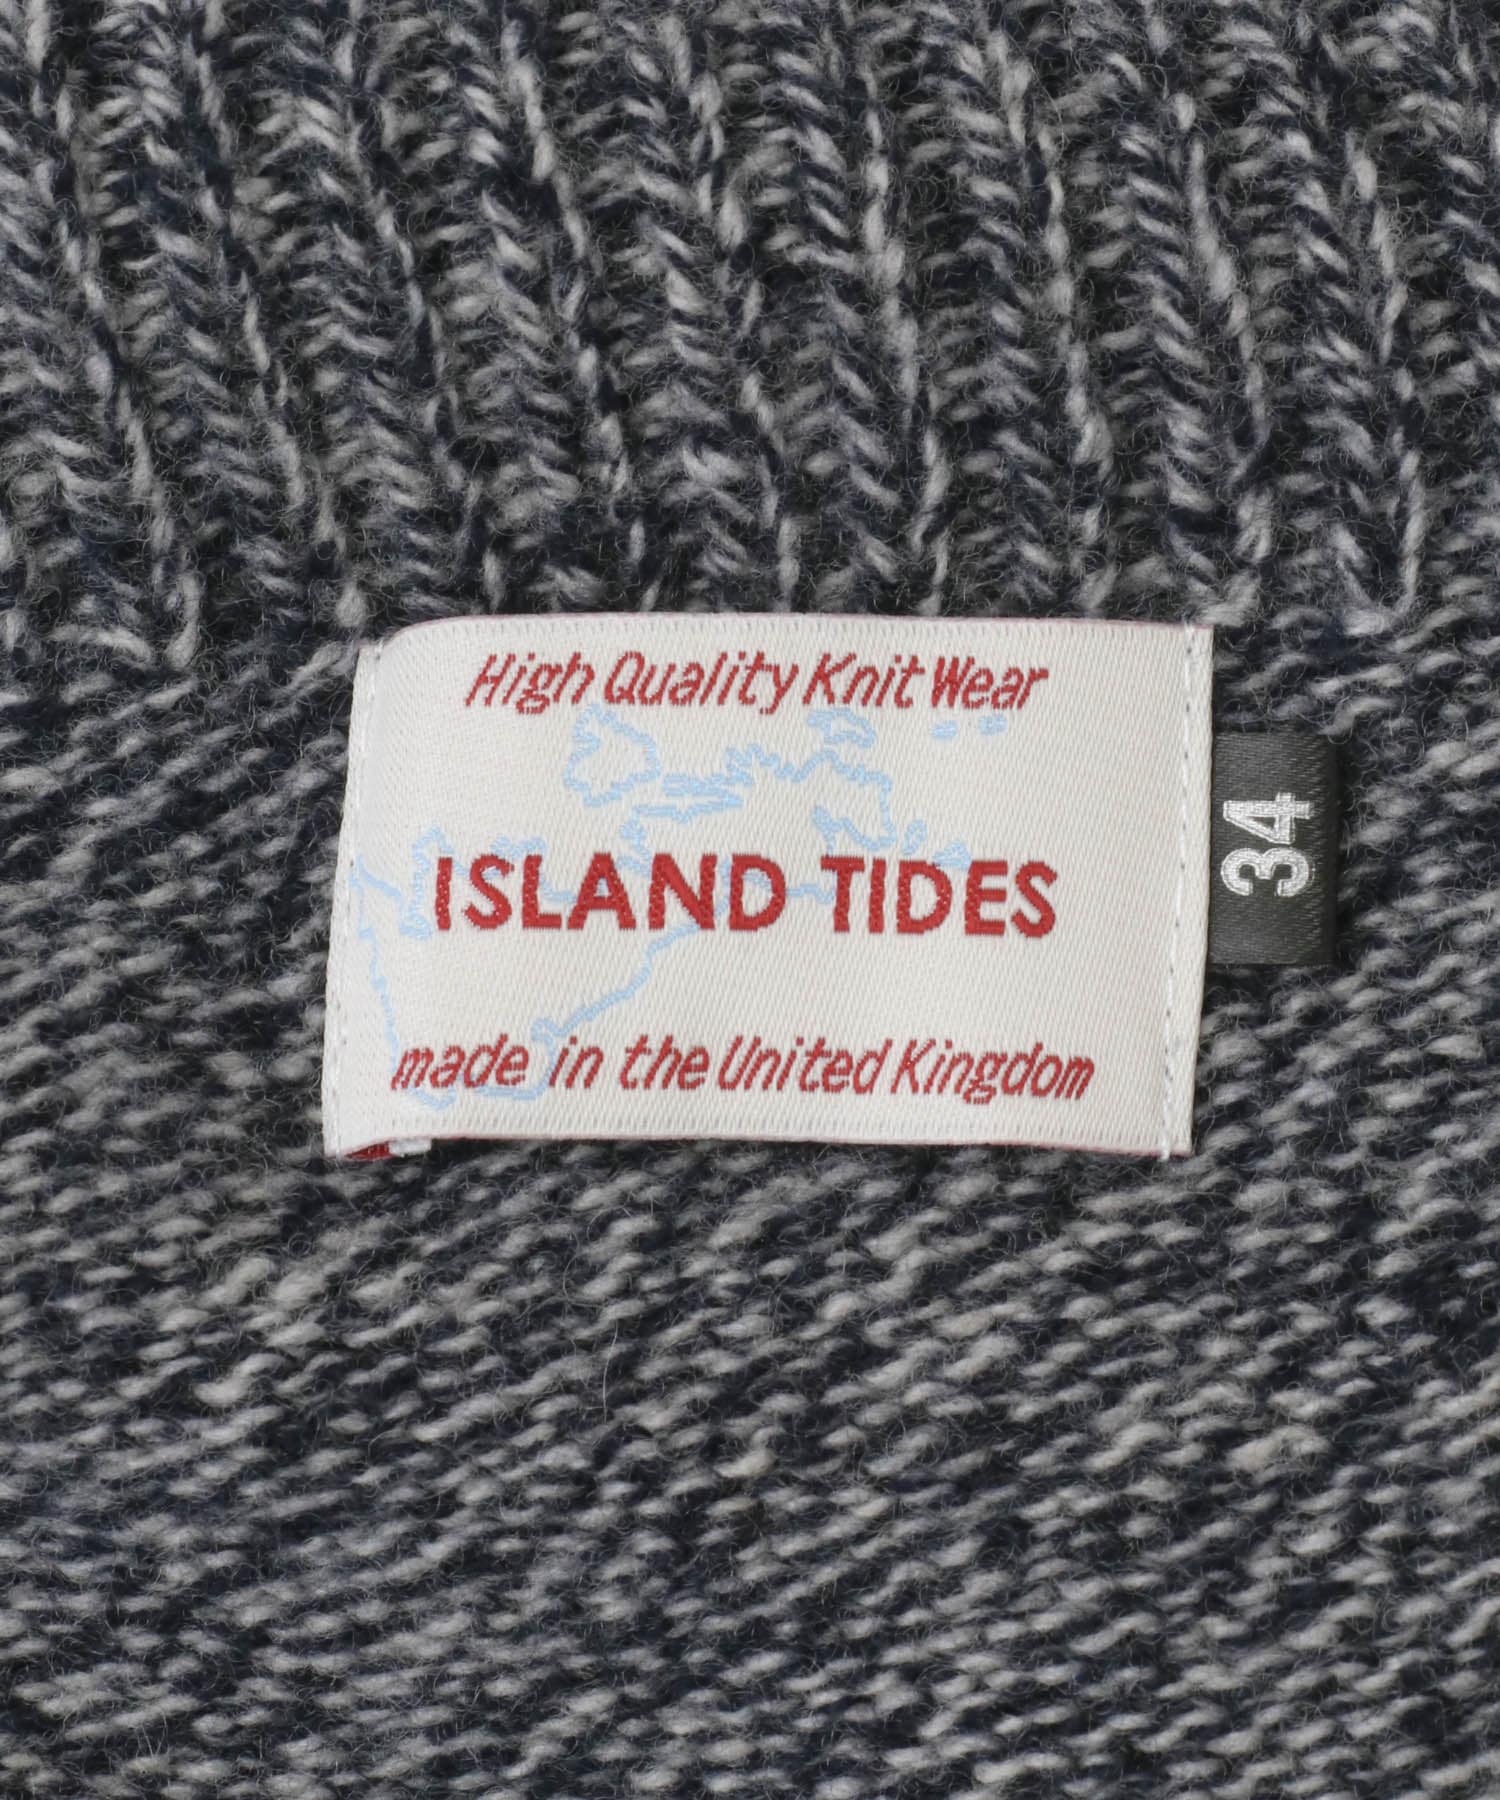 High Quality Knit Wear
ISLAND TIDES
made in the United Kingdom
34